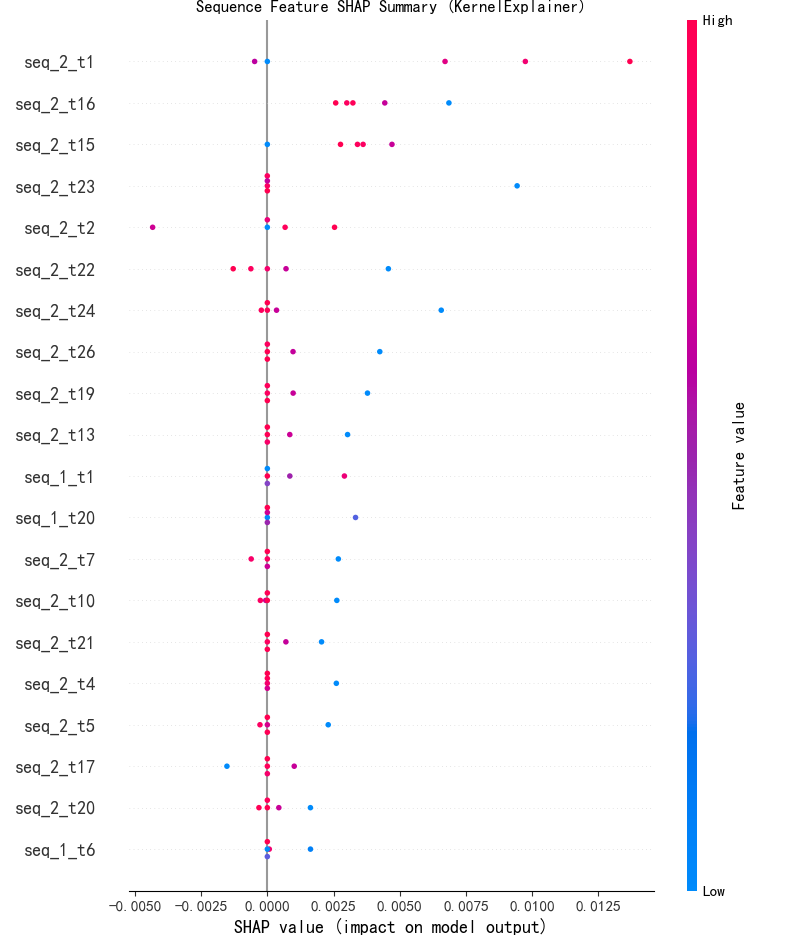 Sequence Feature SHAP Summary (KernelExplainer)
High
seq_2_t1
seq_2_t16
seq_2_t15
seq_2_t23
seq_2_t2
seq_2_t22
seq_2_t24
seq_2_t26
seq_2_t19
seq_2_t13
seq_1_t1
seq_1_t20
seq_2_t7
seq_2_t10
seq_2_t21
seq_2_t4
seq_2_t5
seq_2_t17
seq_2_t20
seq_1_t6
Feature value
Low
-0.0050 -0.0025 0.0000 0.0025 0.0050 0.0075 0.0100 0.0125
SHAP value (impact on model output)